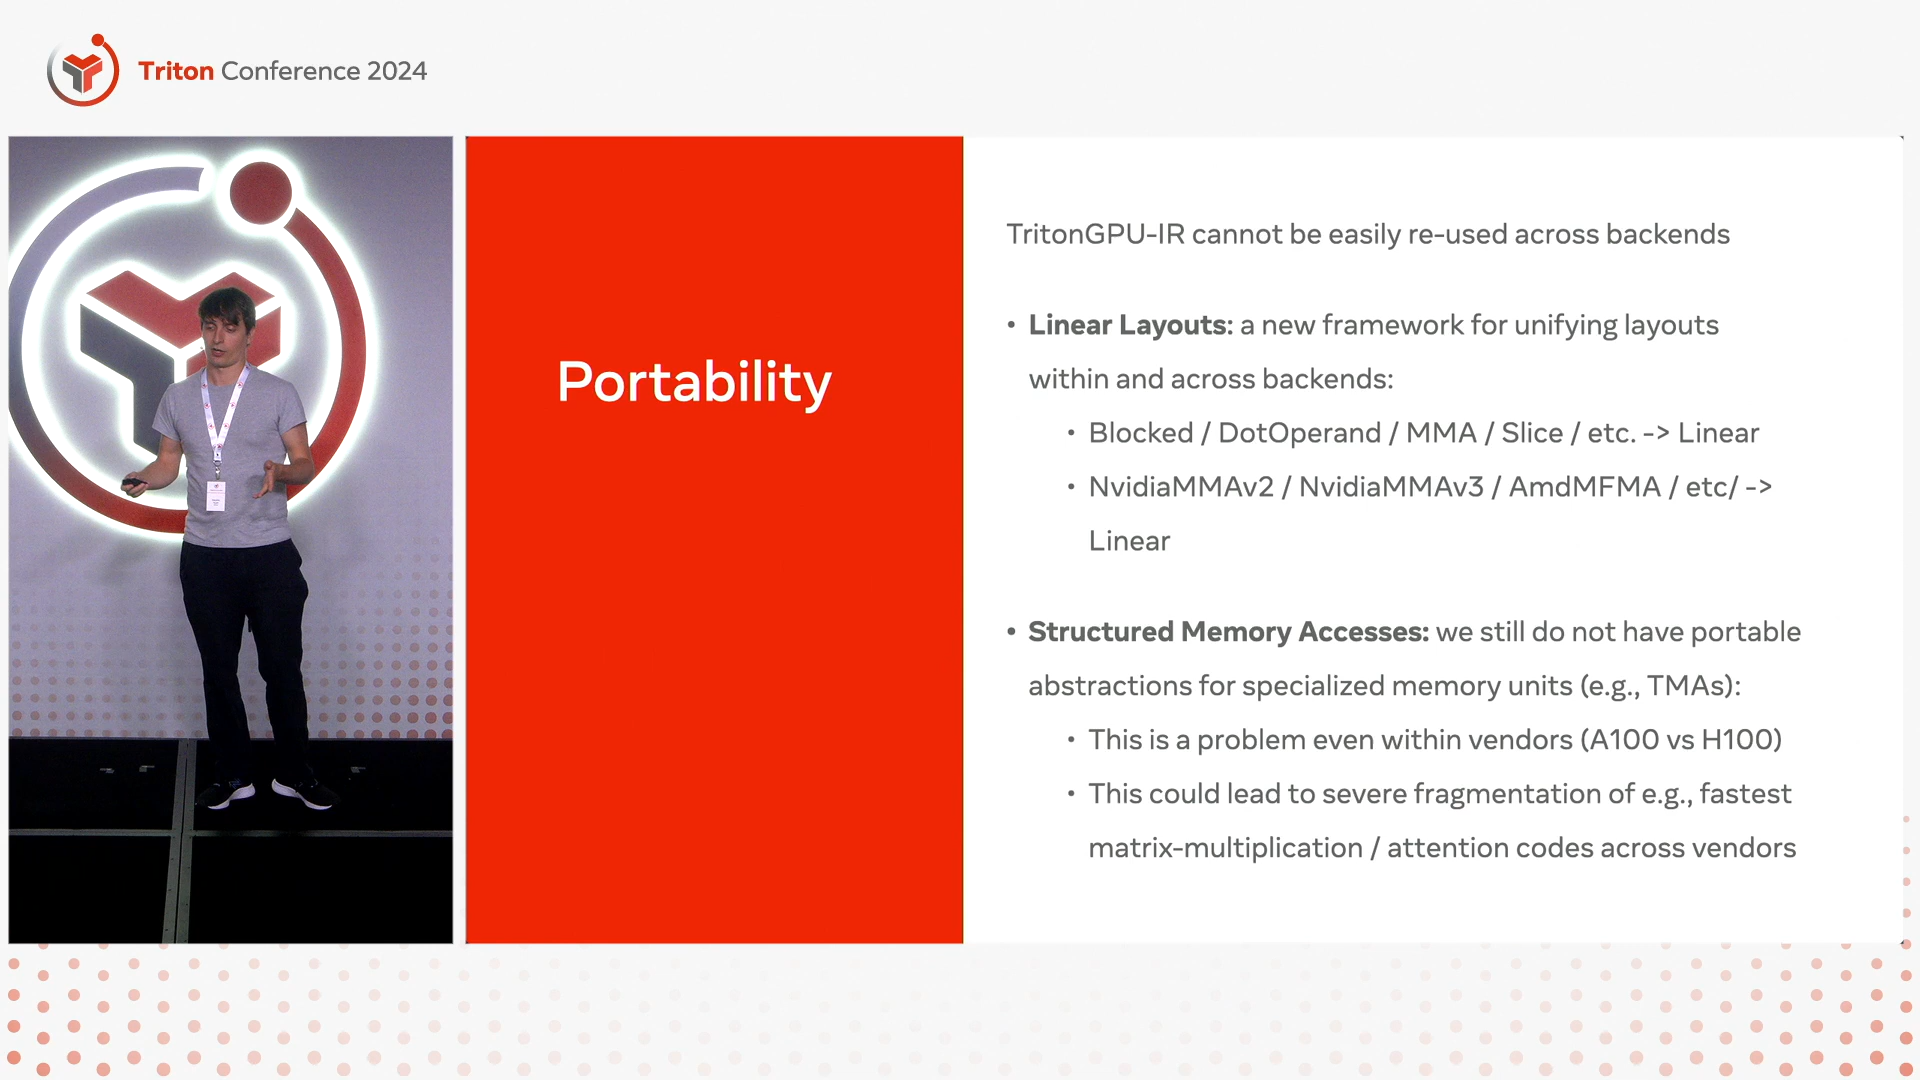 Triton Conference 2024
Portability
TritonGPU-IR cannot be easily re-used across backends
• Linear Layouts: a new framework for unifying layouts
within and across backends:
• Blocked / DotOperand / MMA / Slice / etc. -> Linear
• NvidiaMMAv2 / NvidiaMMAv3 / AmdMFMA / etc/ ->
Linear
• Structured Memory Accesses: we still do not have portable
abstractions for specialized memory units (e.g., TMAs):
• This is a problem even within vendors (A100 vs H100)
• This could lead to severe fragmentation of e.g., fastest
matrix-multiplication / attention codes across vendors